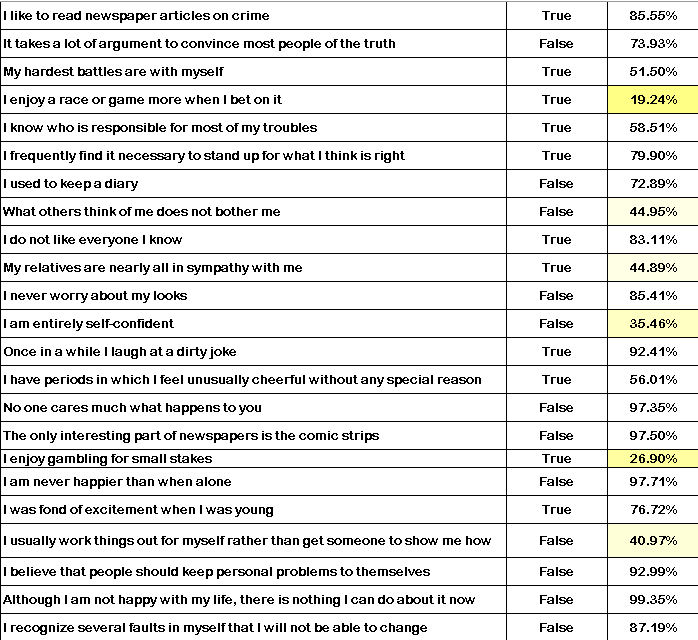 I like to read newspaper articles on crime True 85.55%
It takes a lot of argument to convince most people of the truth False 73.93%
My hardest battles are with myself True 51.50%
I enjoy a race or game more when I bet on it True 19.24%
I know who is responsible for most of my troubles True 58.51%
I frequently find it necessary to stand up for what I think is right True 79.90%
I used to keep a diary False 72.89%
What others think of me does not bother me False 44.95%
I do not like everyone I know True 83.11%
My relatives are nearly all in sympathy with me True 44.89%
I never worry about my looks False 85.41%
I am entirely self-confident False 35.46%
Once in a while I laugh at a dirty joke True 92.41%
I have periods in which I feel unusually cheerful without any special reason True 56.01%
No one cares much what happens to you False 97.35%
The only interesting part of newspapers is the comic strips False 97.50%
I enjoy gambling for small stakes True 26.90%
I am never happier than when alone False 97.71%
I was fond of excitement when I was young True 76.72%
I usually work things out for myself rather than get someone to show me how False 40.97%
I believe that people should keep personal problems to themselves False 92.99%
Although I am not happy with my life, there is nothing I can do about it now False 99.35%
I recognize several faults in myself that I will not be able to change False 87.19%